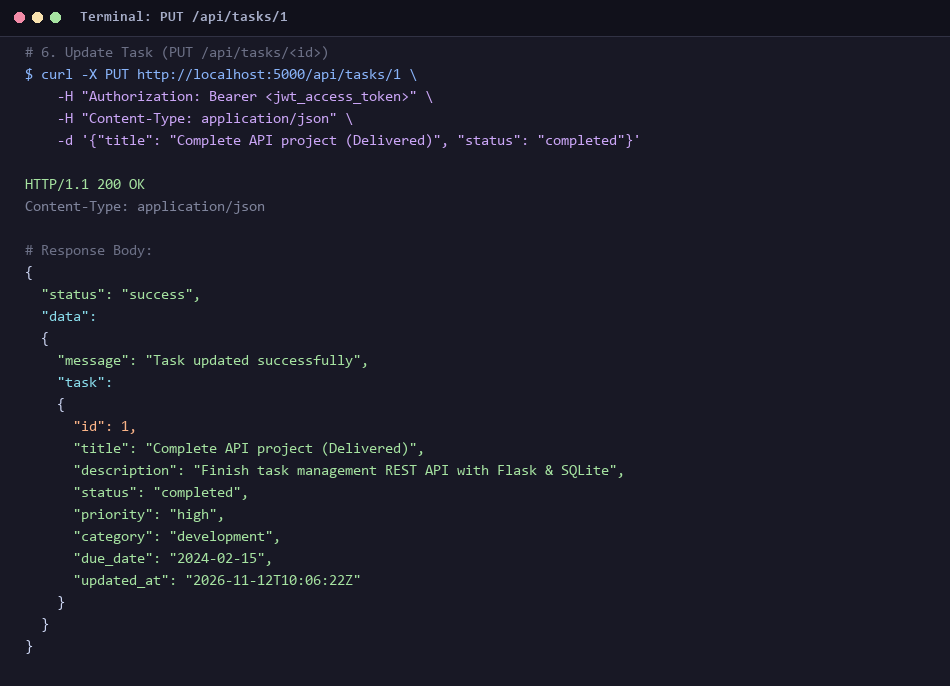 Terminal: PUT /api/tasks/1
# 6. Update Task (PUT /api/tasks/<id>)
$ curl -X PUT http://localhost:5000/api/tasks/1 \
    -H "Authorization: Bearer <jwt_access_token>" \
    -H "Content-Type: application/json" \
    -d '{"title": "Complete API project (Delivered)", "status": "completed"}'
HTTP/1.1 200 OK
Content-Type: application/json
# Response Body:
{
  "status": "success",
  "data":
  {
    "message": "Task updated successfully",
    "task":
    {
      "id": 1,
      "title": "Complete API project (Delivered)",
      "description": "Finish task management REST API with Flask & SQLite",
      "status": "completed",
      "priority": "high",
      "category": "development",
      "due_date": "2024-02-15",
      "updated_at": "2026-11-12T10:06:22Z"
    }
  }
}